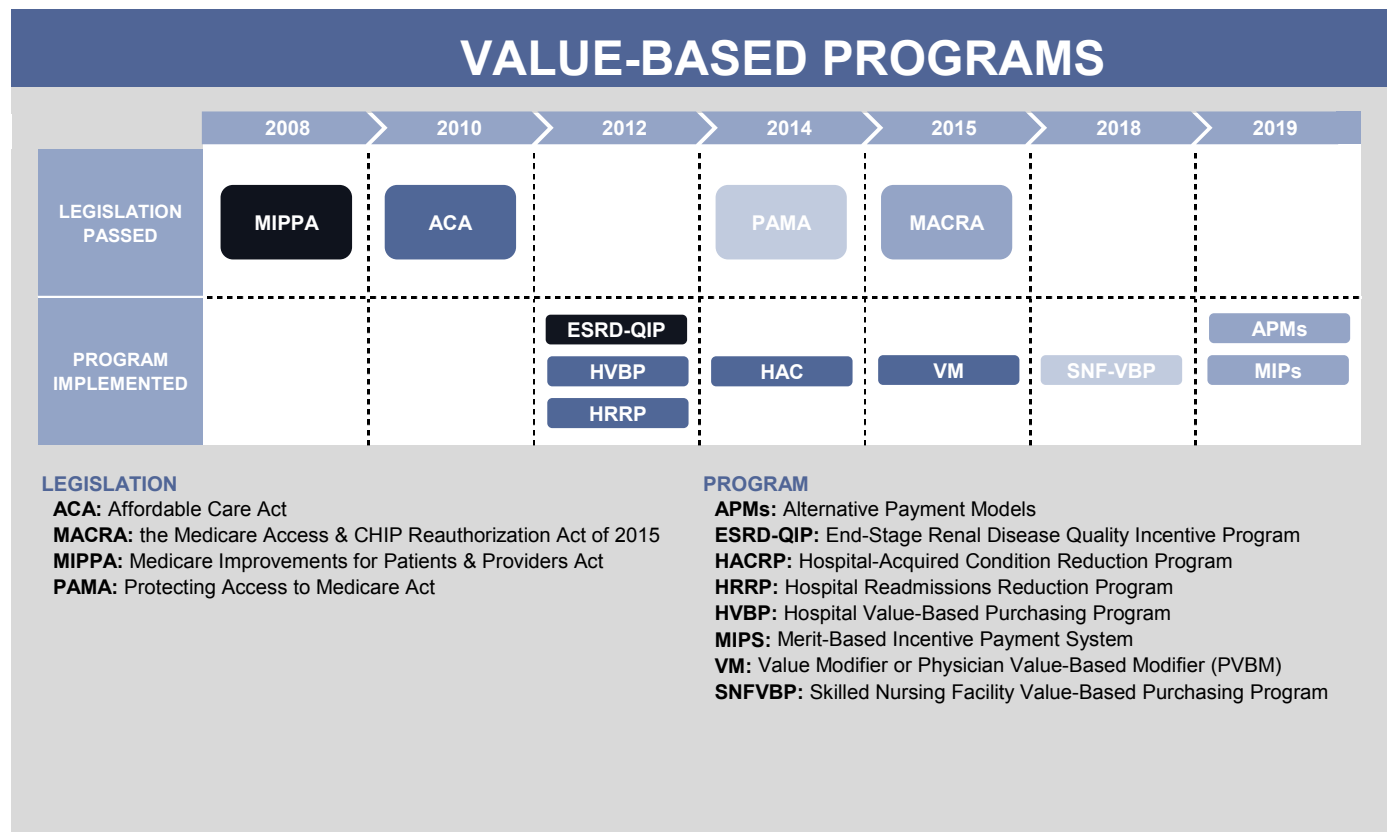 VALUE-BASED PROGRAMS
2008 2010 2012 2014 2015 2018 2019
LEGISLATION
PASSED
MIPPA ACA PAMA MACRA
PROGRAM
IMPLEMENTED
ESRD-QIP APMs
HVBP HAC VM SNF-VBP MIPs
HRRP
LEGISLATION
ACA: Affordable Care Act
MACRA: the Medicare Access & CHIP Reauthorization Act of 2015
MIPPA: Medicare Improvements for Patients & Providers Act
PAMA: Protecting Access to Medicare Act
PROGRAM
APMs: Alternative Payment Models
ESRD-QIP: End-Stage Renal Disease Quality Incentive Program
HACRP: Hospital-Acquired Condition Reduction Program
HRRP: Hospital Readmissions Reduction Program
HVBP: Hospital Value-Based Purchasing Program
MIPS: Merit-Based Incentive Payment System
VM: Value Modifier or Physician Value-Based Modifier (PVBM)
SNFVBP: Skilled Nursing Facility Value-Based Purchasing Program